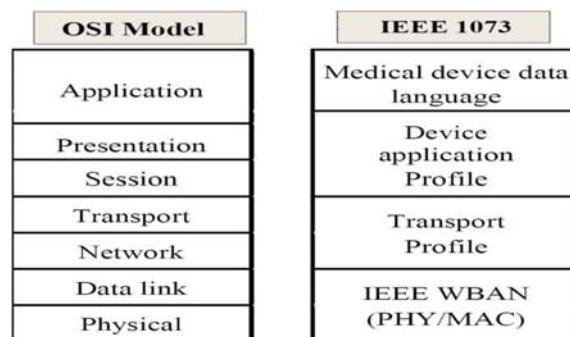 OSI Model
Application
Presentation
Session
Transport
Network
Data link
Physical
IEEE 1073
Medical device data
language
Device
application
Profile
Transport
Profile
IEEE WBAN
(PHY/MAC)